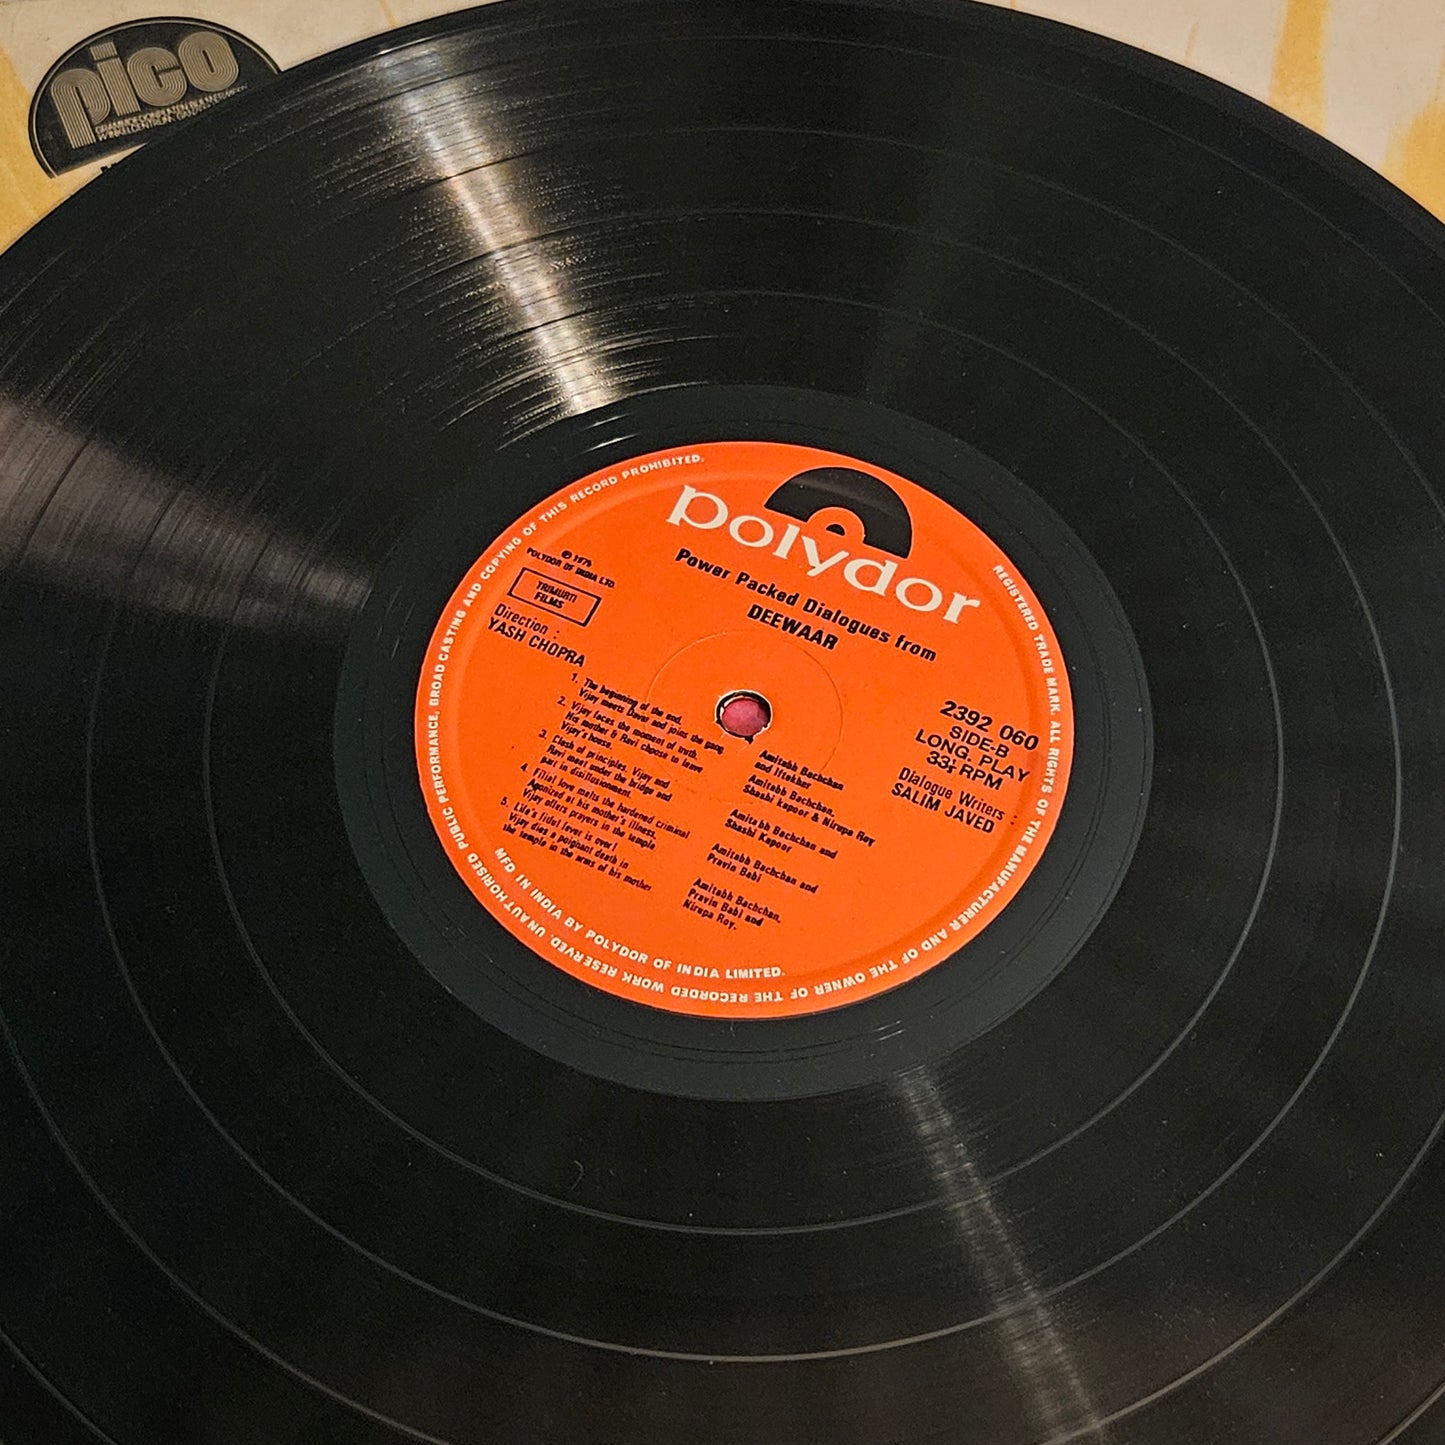 pico
GRAMMOFOONPLATEN
WINKELCENTRUM
polydor
Power Packed Dialogues from
DEEWAAR
℗ 1975
POLYDOR OF INDIA LTD.
TRIMURTI
FILMS
Direction :
YASH CHOPRA
2392 060
SIDE-B
LONG. PLAY
33⅓ RPM
Dialogue Writers :
SALIM JAVED
1. The beginning of the end.
Vijay meets Davar and joins the gang.
2. Vijay faces the moment of truth.
His mother & Ravi choose to leave
Vijay's house.
3. Clash of principles. Vijay and
Ravi meet under the bridge and
part in disillusionment.
4. Filial love melts the hardened criminal
Agonized at his mother's illness,
Vijay offers prayers in the temple
5. Life's fitful fever is over!
Vijay dies a poignant death in
the temple in the arms of his mother
Amitabh Bachchan
and Iftekher
Amitabh Bachchan,
Shashi kapoor & Nirupa Roy
Amitabh Bachchan and
Shashi Kapoor
Amitabh Bachchan and
Pravin Babi
Amitabh Bachchan,
Pravin Babi and
Nirupa Roy.
MFD IN INDIA BY POLYDOR OF INDIA LIMITED.
REGISTERED TRADE MARK. ALL RIGHTS OF THE MANUFACTURER AND OF THE OWNER OF THE RECORDED WORK RESERVED. UNAUTHORISED PUBLIC PERFORMANCE, BROAD CASTING AND COPYING OF THIS RECORD PROHIBITED.